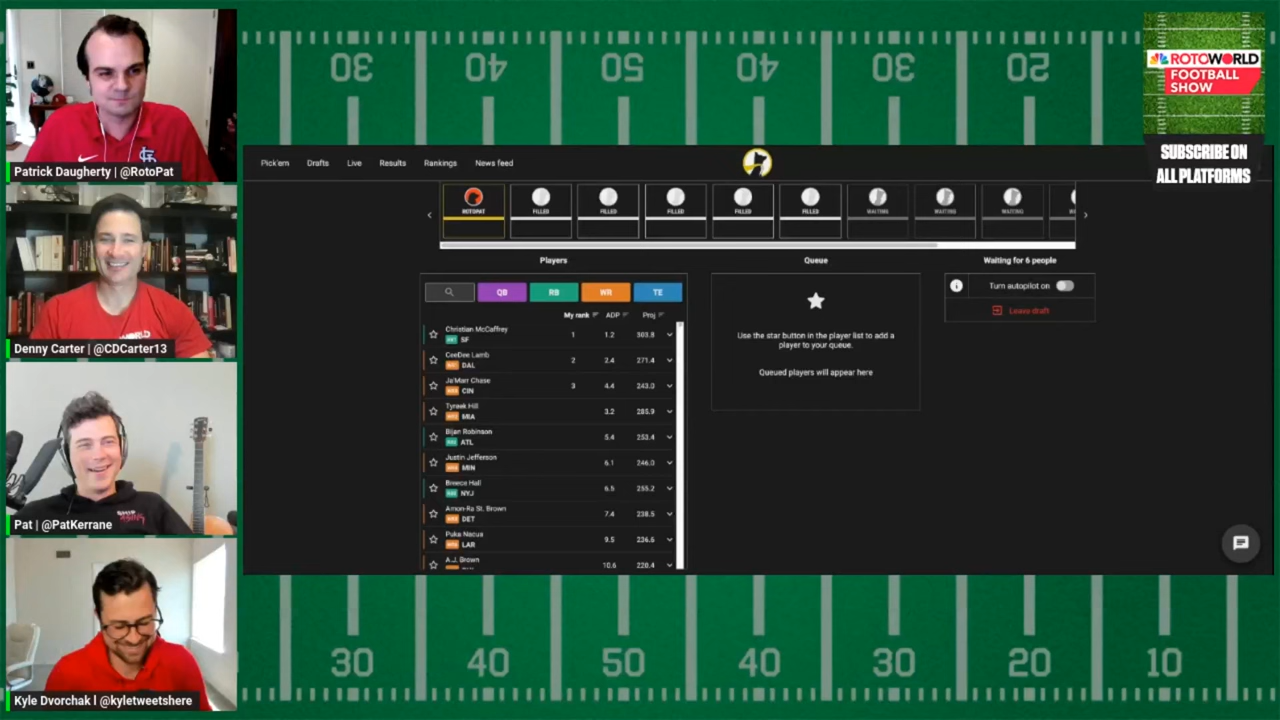 Patrick Daugherty | @RotoPat
Denny Carter | @CDCarter13
Pat | @PatKerrane
Kyle Dvorchak l @kyletweetshere
30 40 50 40 30 20
ROTOWORLD
FOOTBALL
SHOW
SUBSCRIBE ON
ALL PLATFORMS
Pick'em Drafts Live Results Rankings News feed
ROTOPAT FILLED FILLED FILLED FILLED FILLED WAITING WAITING WAITING
Players
QB RB WR TE
My rank ADP Proj
Christian McCaffrey
SF
1 1.2 303.8
CeeDee Lamb
DAL
2 2.4 271.4
Ja'Marr Chase
CIN
3 4.4 243.0
Tyreek Hill
MIA
3.2 285.9
Bijan Robinson
ATL
5.4 253.4
Justin Jefferson
MIN
6.1 246.0
Breece Hall
NYJ
6.5 255.2
Amon-Ra St. Brown
DET
7.4 238.5
Puka Nacua
LAR
9.5 236.6
A.J. Brown
10.6 220.4
Queue
Use the star button in the player list to add a
player to your queue.
Queued players will appear here
Waiting for 6 people
Turn autopilot on
Leave draft
30 40 50 40 30 20 10